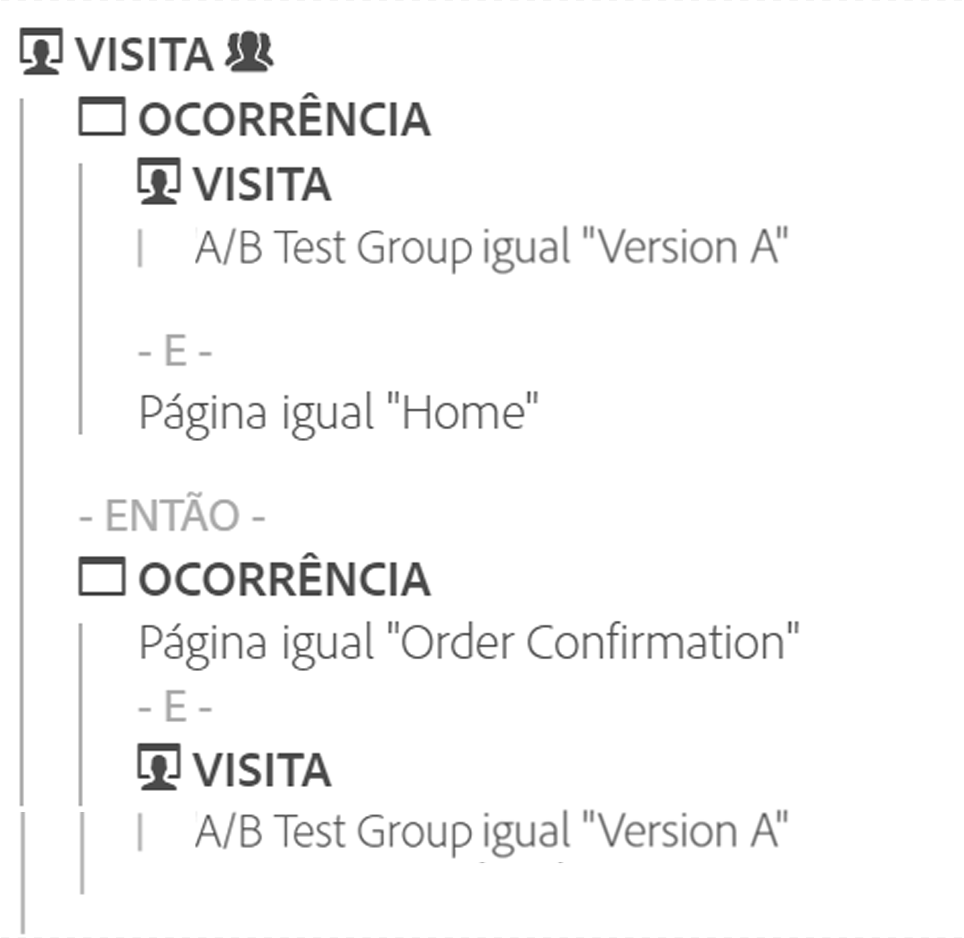 VISITA
OCORRÊNCIA
VISITA
A/B Test Group igual "Version A"
- E -
Página igual "Home"
- ENTÃO -
OCORRÊNCIA
Página igual "Order Confirmation"
- E -
VISITA
A/B Test Group igual "Version A"